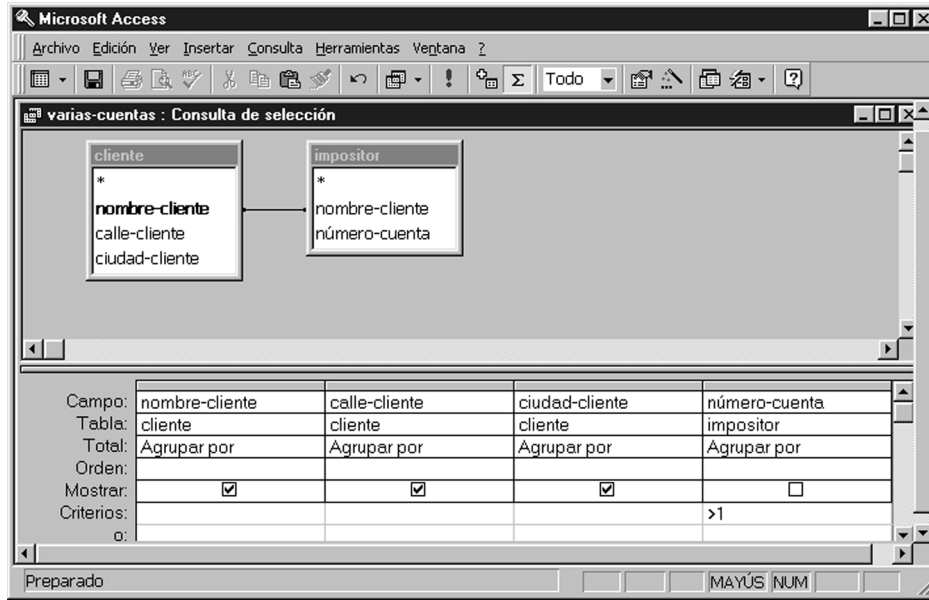 Microsoft Access
Archivo Edición Ver Insertar Consulta Herramientas Ventana ?
ABC Σ Todo
varias-cuentas : Consulta de selección
cliente impositor
* *
nombre-cliente nombre-cliente
calle-cliente número-cuenta
ciudad-cliente
Campo: nombre-cliente calle-cliente ciudad-cliente número-cuenta
Tabla: cliente cliente cliente impositor
Total: Agrupar por Agrupar por Agrupar por Agrupar por
Orden:
Mostrar:
Criterios: >1
o:
Preparado MAYÚS NUM